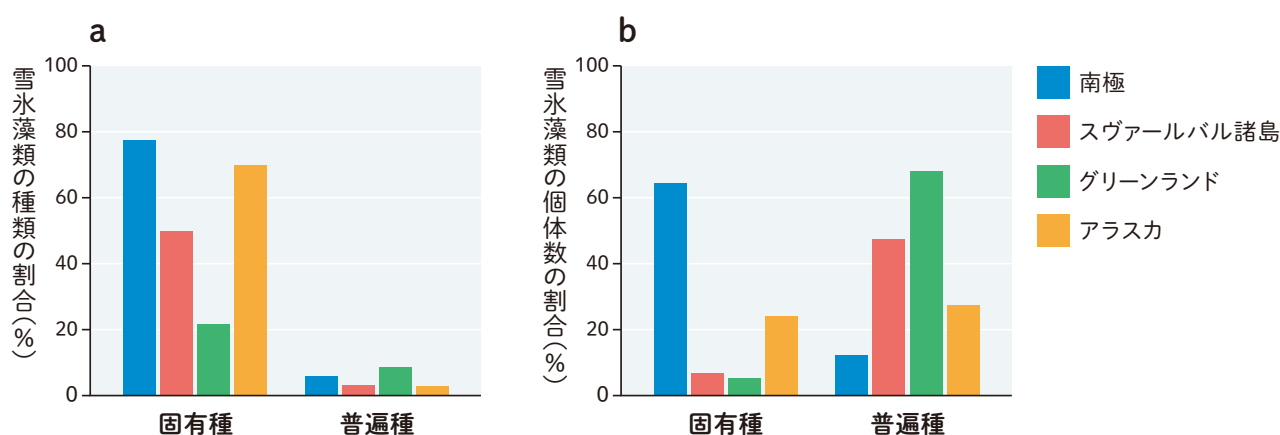 a
雪氷藻類の種類の割合(%)
100
80
60
40
20
0
固有種 普遍種
b
雪氷藻類の個体数の割合(%)
100
80
60
40
20
0
固有種 普遍種
南極
スヴァールバル諸島
グリーンランド
アラスカ